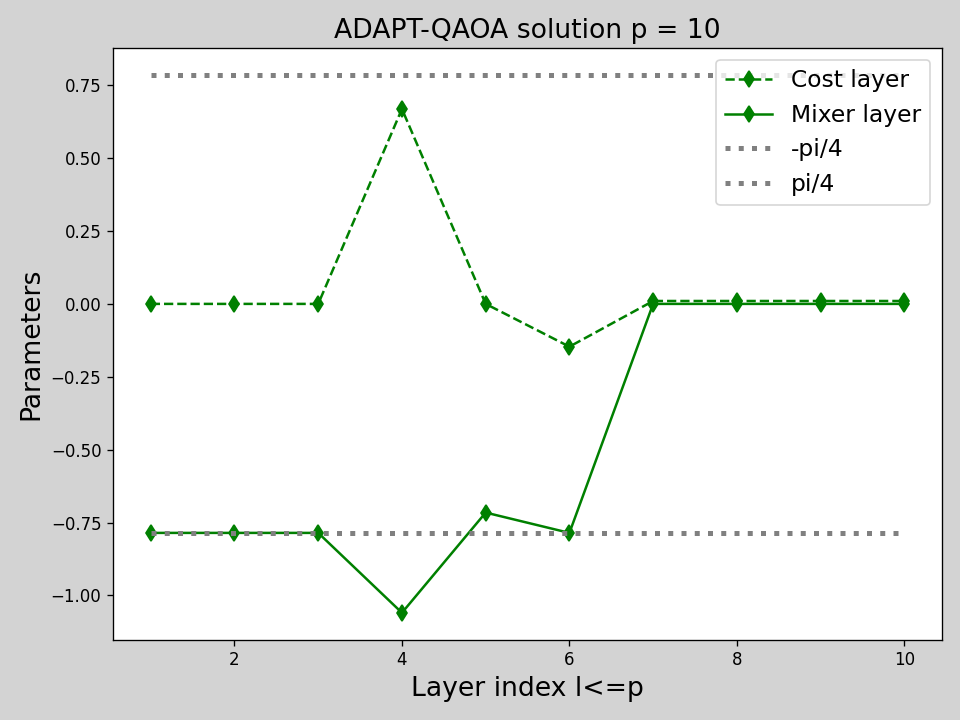 ADAPT-QAOA solution p = 10
Cost layer
Mixer layer
-pi/4
pi/4
Parameters
0.75
0.50
0.25
0.00
−0.25
−0.50
−0.75
−1.00
2 4 6 8 10
Layer index l<=p